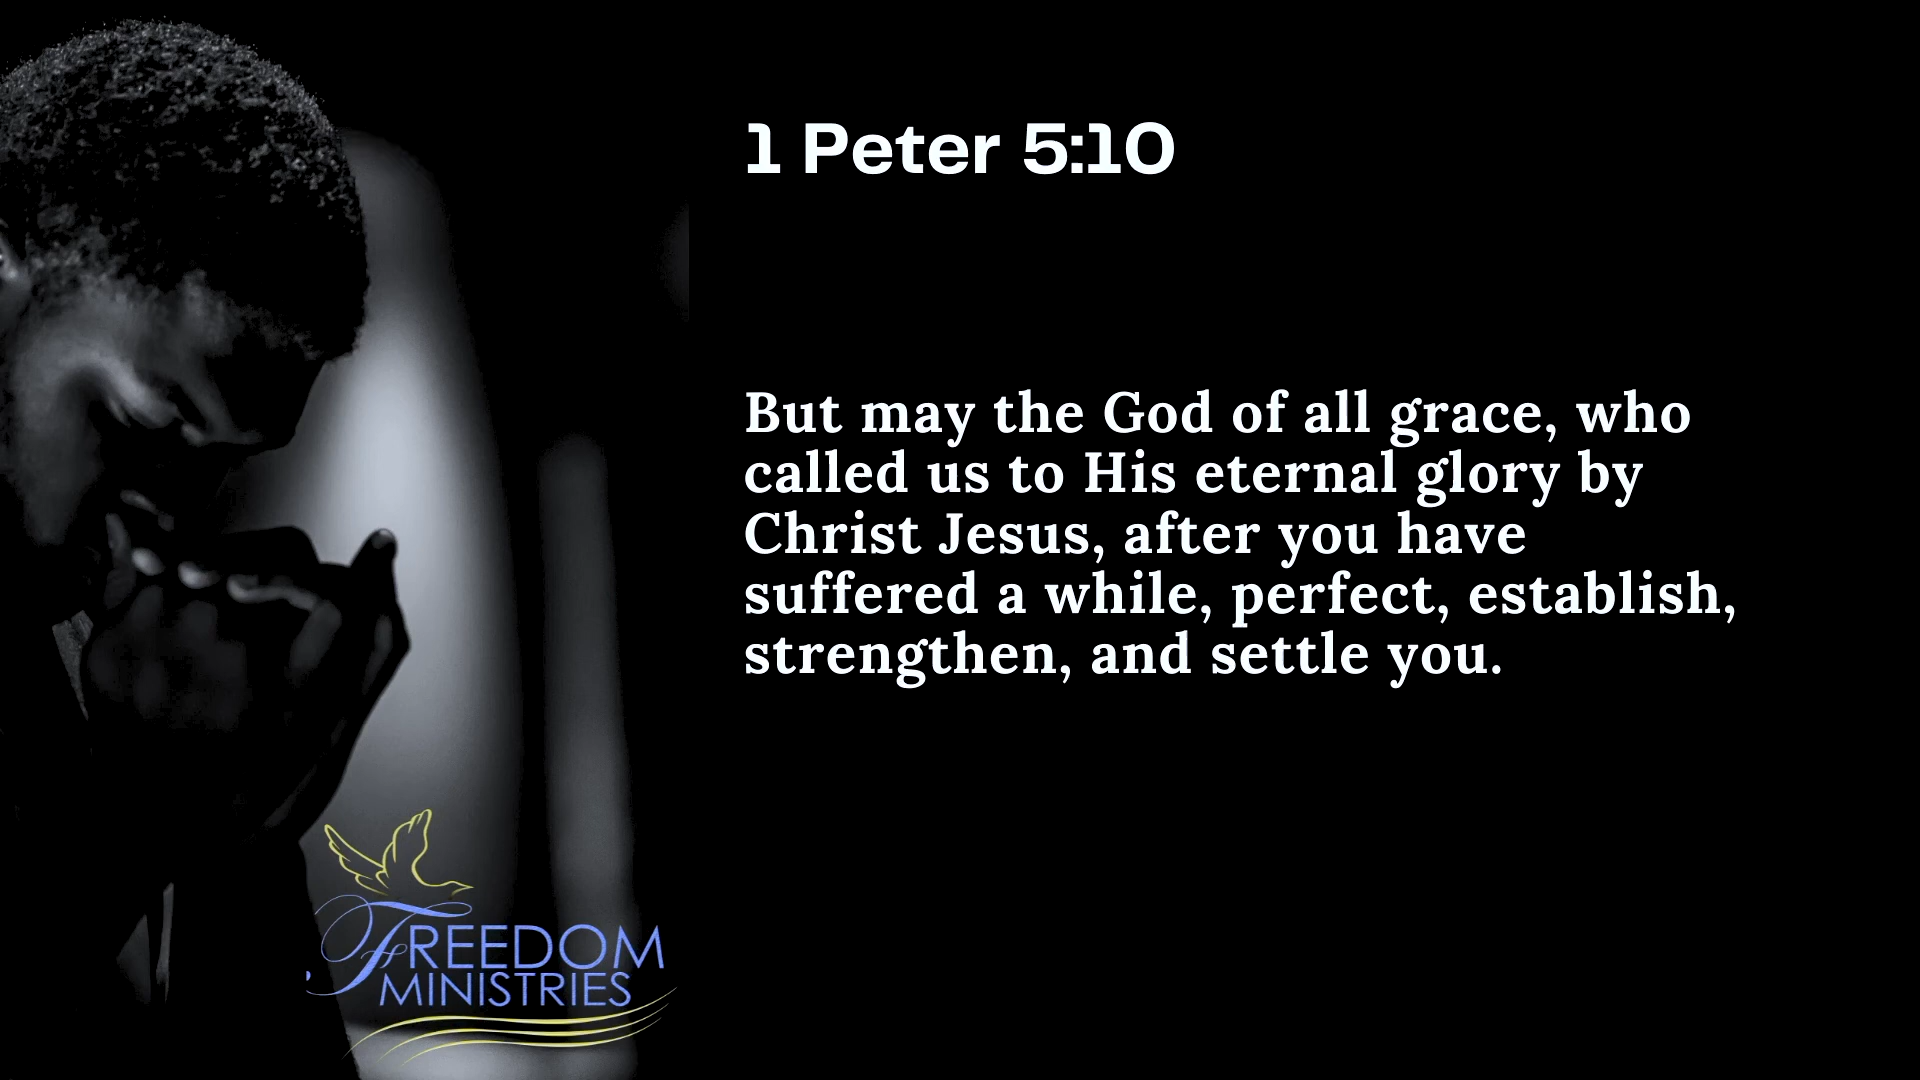 1 Peter 5:10
But may the God of all grace, who
called us to His eternal glory by
Christ Jesus, after you have
suffered a while, perfect, establish,
strengthen, and settle you.
FREEDOM
MINISTRIES